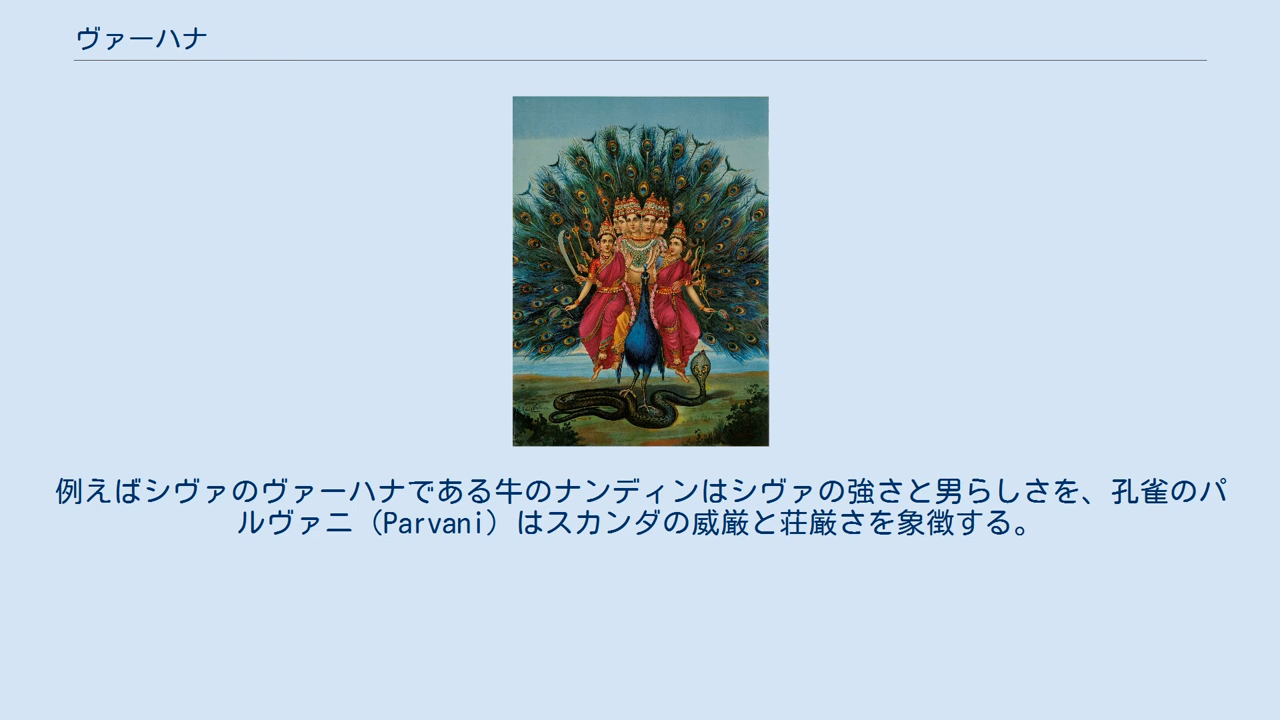 ヴァーハナ
例えばシヴァのヴァーハナである牛のナンディンはシヴァの強さと男らしさを、孔雀のパ
ルヴァニ（Parvani）はスカンダの威厳と荘厳さを象徴する。